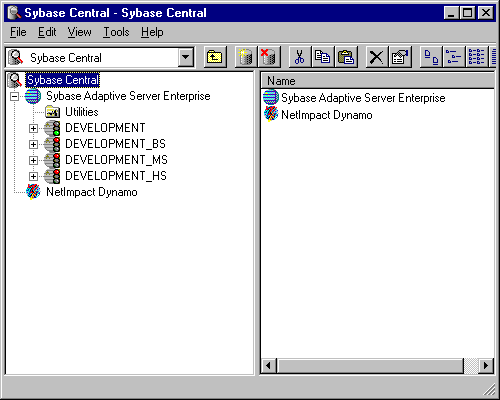 Sybase Central - Sybase Central
File Edit View Tools Help
Sybase Central
Sybase Central
Sybase Adaptive Server Enterprise
Utilities
DEVELOPMENT
DEVELOPMENT_BS
DEVELOPMENT_MS
DEVELOPMENT_HS
NetImpact Dynamo
Name
Sybase Adaptive Server Enterprise
NetImpact Dynamo